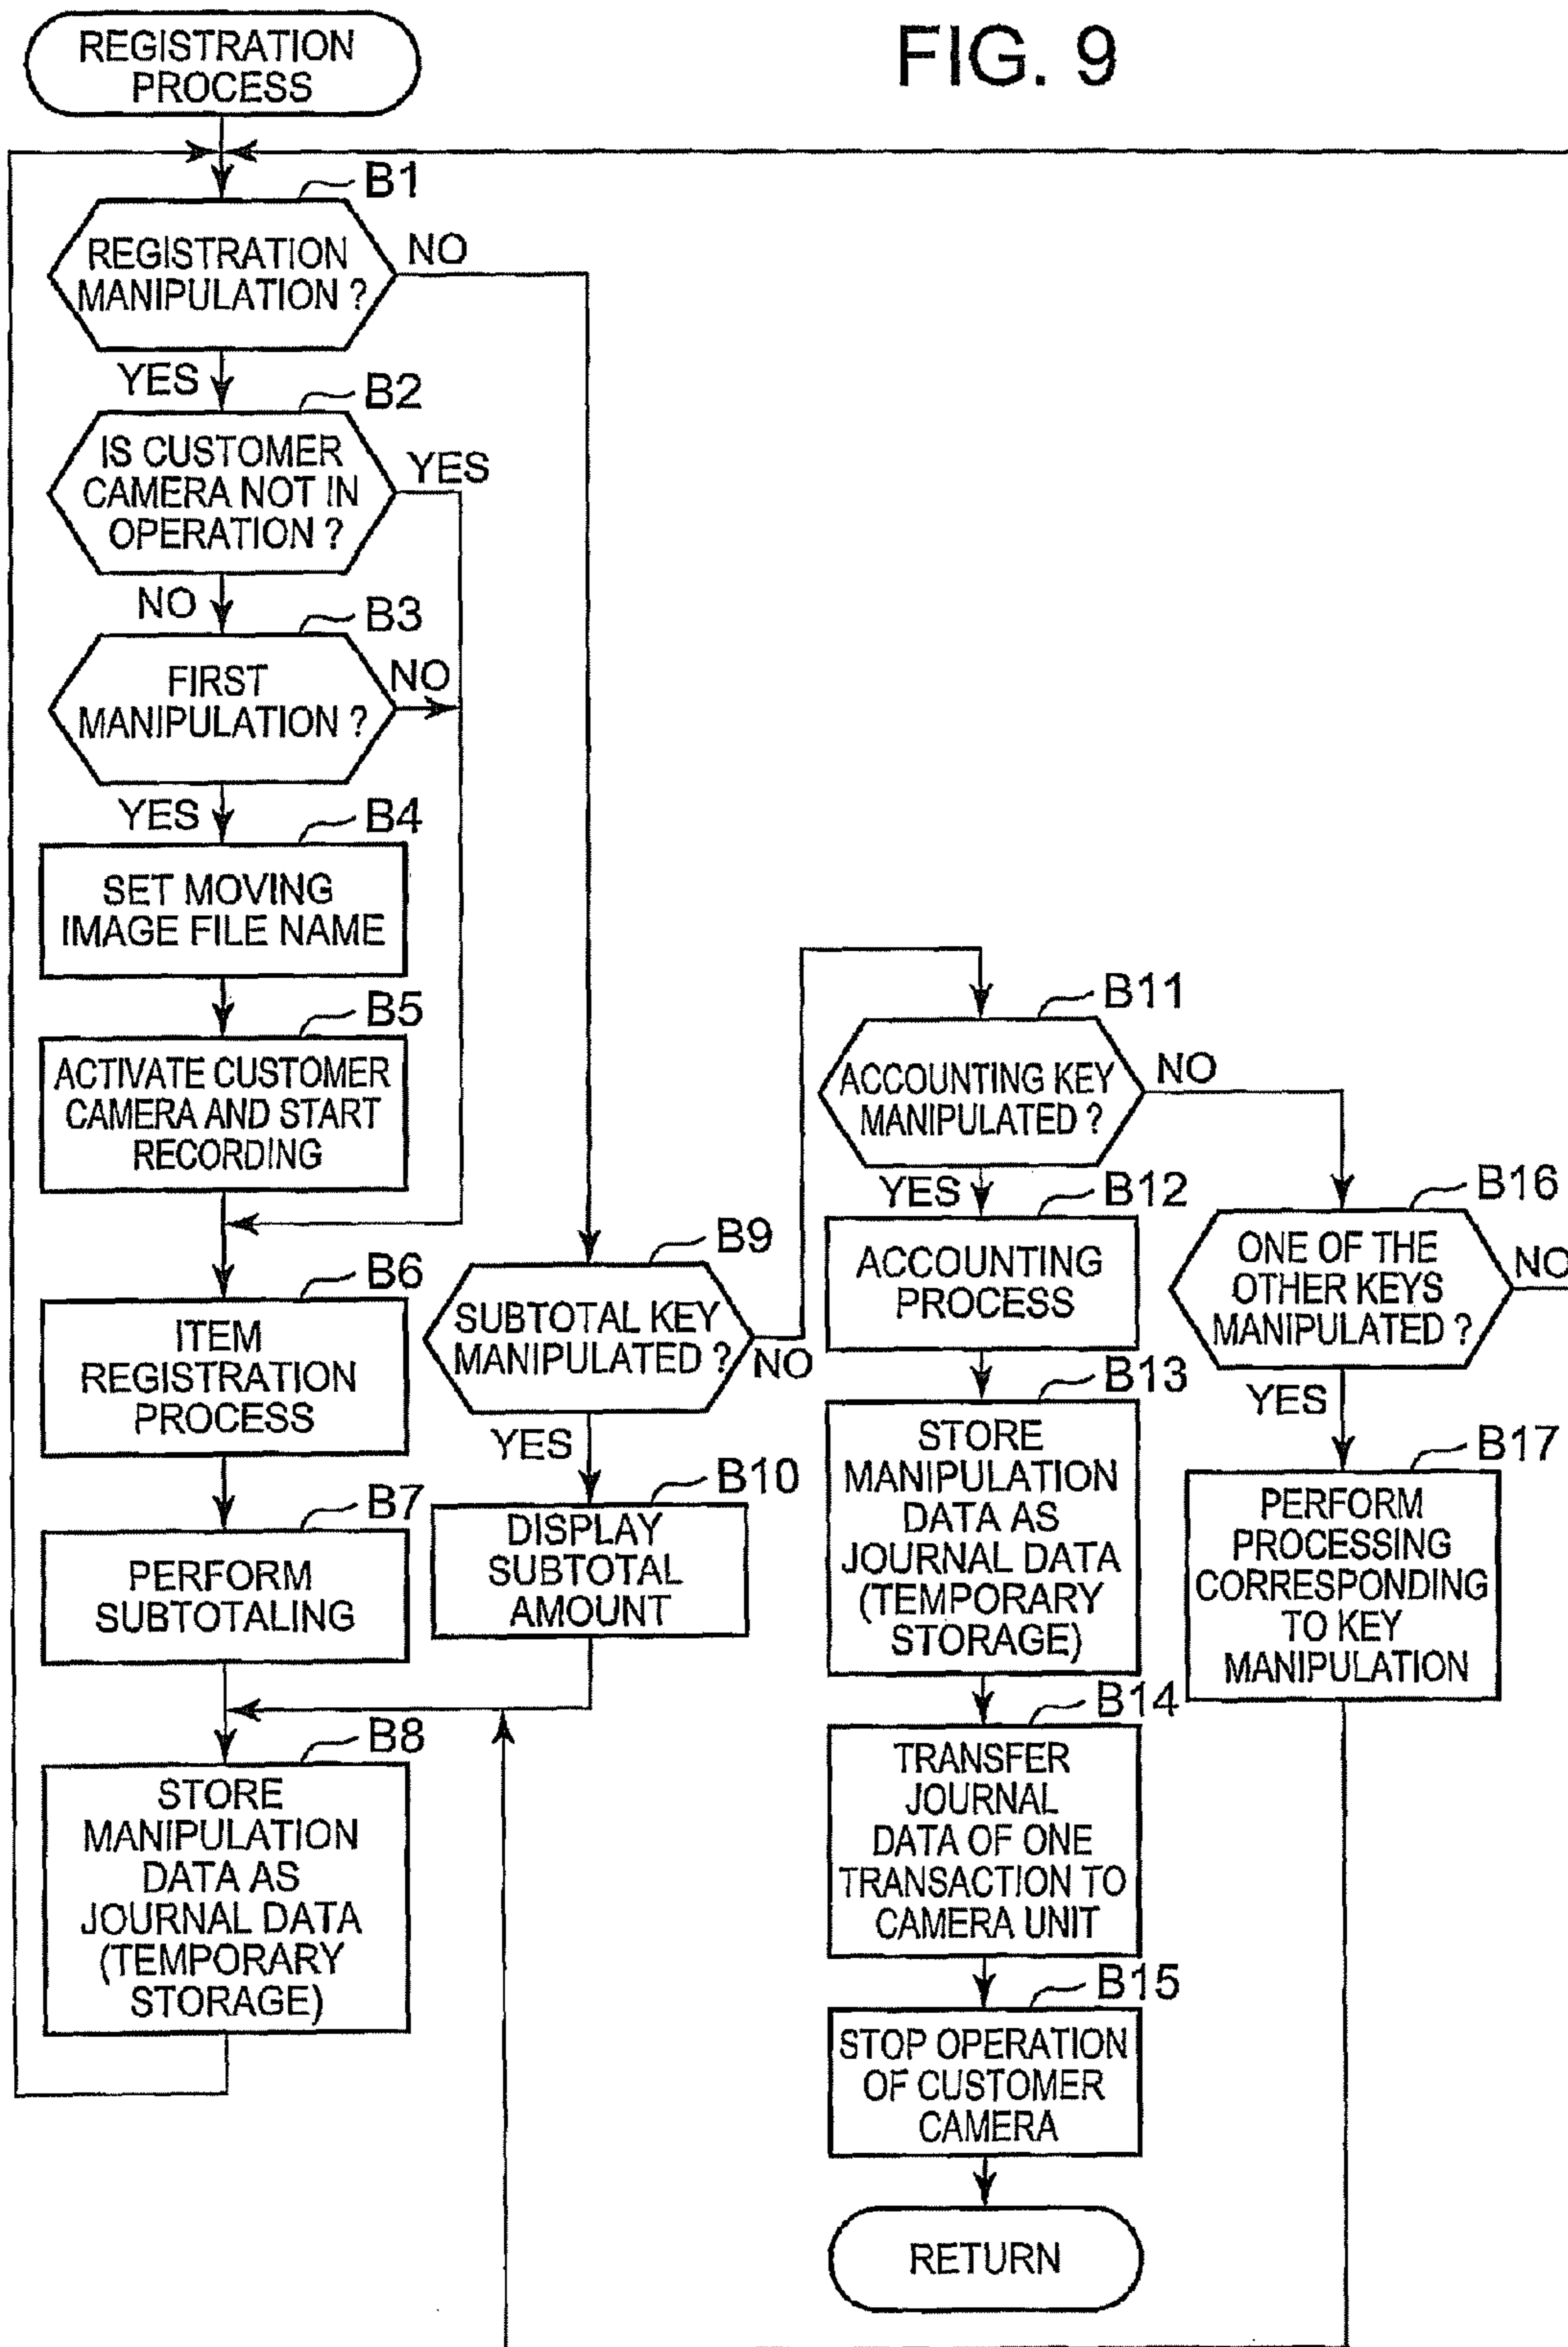 FIG. 9
REGISTRATION
PROCESS
B1
REGISTRATION
MANIPULATION ?
NO
YES
B2
IS CUSTOMER
CAMERA NOT IN
OPERATION ?
YES
NO
B3
FIRST
MANIPULATION ?
NO
YES
B4
SET MOVING
IMAGE FILE NAME
B5
ACTIVATE CUSTOMER
CAMERA AND START
RECORDING
B6
ITEM
REGISTRATION
PROCESS
B7
PERFORM
SUBTOTALING
B8
STORE
MANIPULATION
DATA AS
JOURNAL DATA
(TEMPORARY
STORAGE)
B9
SUBTOTAL KEY
MANIPULATED ?
NO
YES
B10
DISPLAY
SUBTOTAL
AMOUNT
B11
ACCOUNTING KEY
MANIPULATED ?
NO
YES
B12
ACCOUNTING
PROCESS
B13
STORE
MANIPULATION
DATA AS
JOURNAL DATA
(TEMPORARY
STORAGE)
B14
TRANSFER
JOURNAL
DATA OF ONE
TRANSACTION TO
CAMERA UNIT
B15
STOP OPERATION
OF CUSTOMER
CAMERA
RETURN
B16
ONE OF THE
OTHER KEYS
MANIPULATED ?
NO
YES
B17
PERFORM
PROCESSING
CORRESPONDING
TO KEY
MANIPULATION